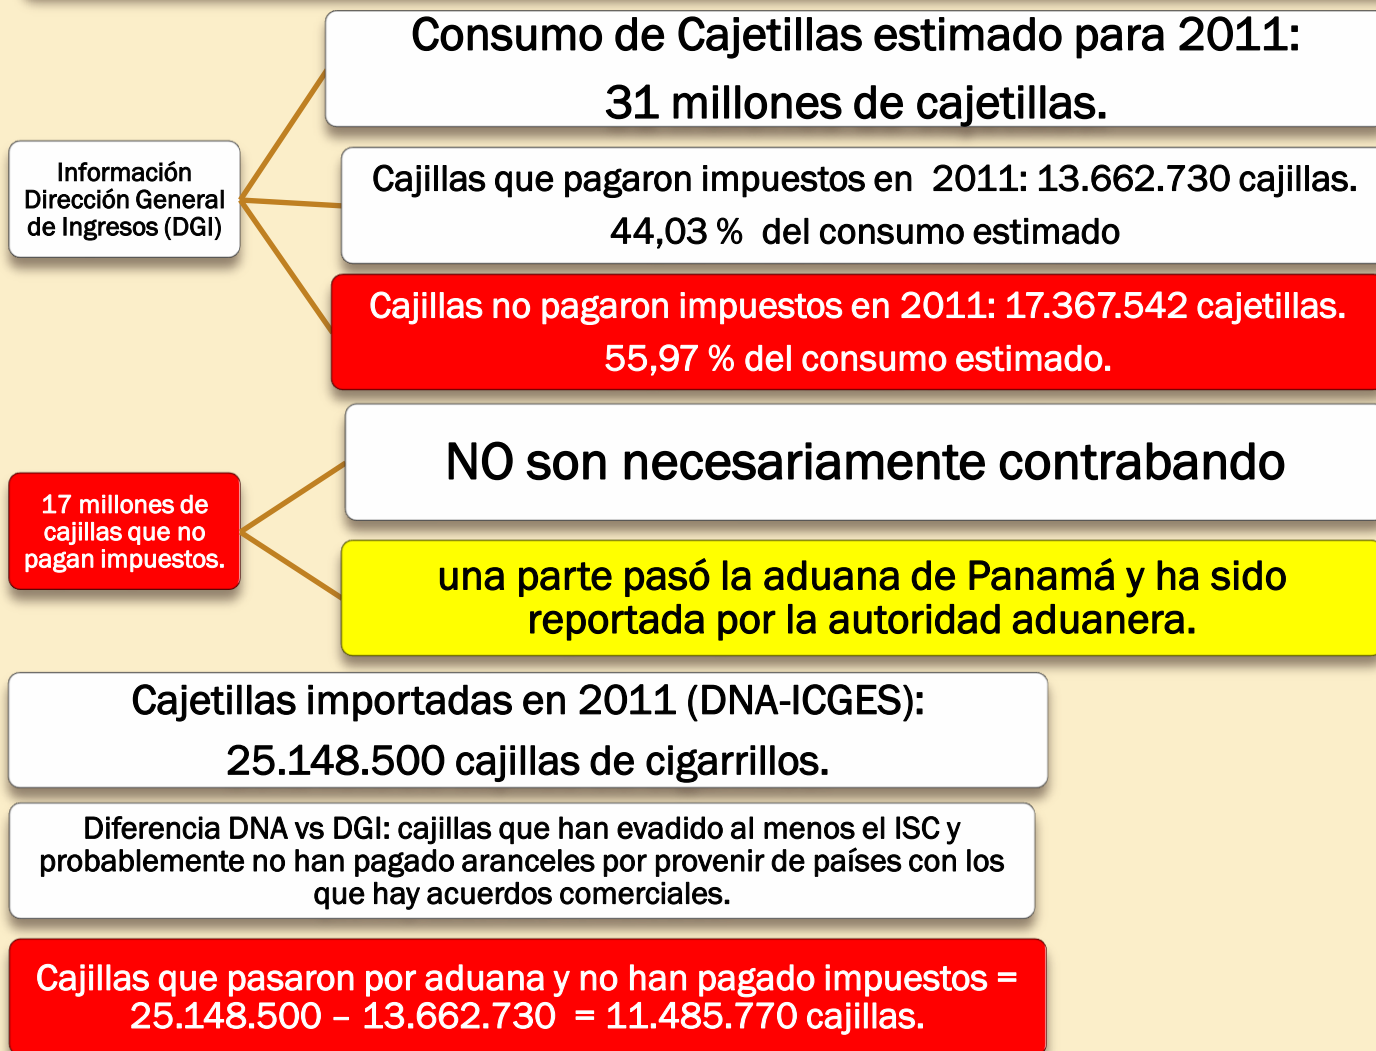 Consumo de Cajetillas estimado para 2011:
31 millones de cajetillas.
Información
Dirección General
de Ingresos (DGI)
Cajillas que pagaron impuestos en 2011: 13.662.730 cajillas.
44,03 % del consumo estimado
Cajillas no pagaron impuestos en 2011: 17.367.542 cajetillas.
55,97 % del consumo estimado.
NO son necesariamente contrabando
17 millones de
cajillas que no
pagan impuestos.
una parte pasó la aduana de Panamá y ha sido
reportada por la autoridad aduanera.
Cajetillas importadas en 2011 (DNA-ICGES):
25.148.500 cajillas de cigarrillos.
Diferencia DNA vs DGI: cajillas que han evadido al menos el ISC y
probablemente no han pagado aranceles por provenir de países con los
que hay acuerdos comerciales.
Cajillas que pasaron por aduana y no han pagado impuestos =
25.148.500 – 13.662.730 = 11.485.770 cajillas.